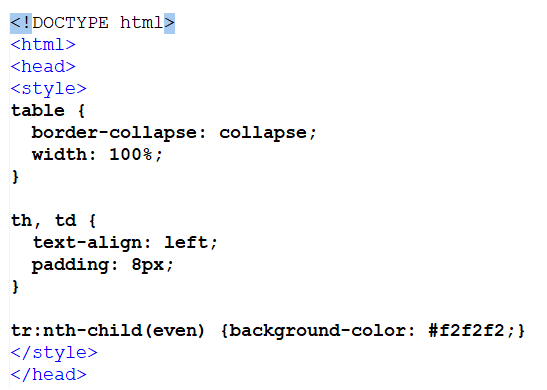 <!DOCTYPE html>
<html>
<head>
<style>
table {
  border-collapse: collapse;
  width: 100%;
}

th, td {
  text-align: left;
  padding: 8px;
}

tr:nth-child(even) {background-color: #f2f2f2;}
</style>
</head>